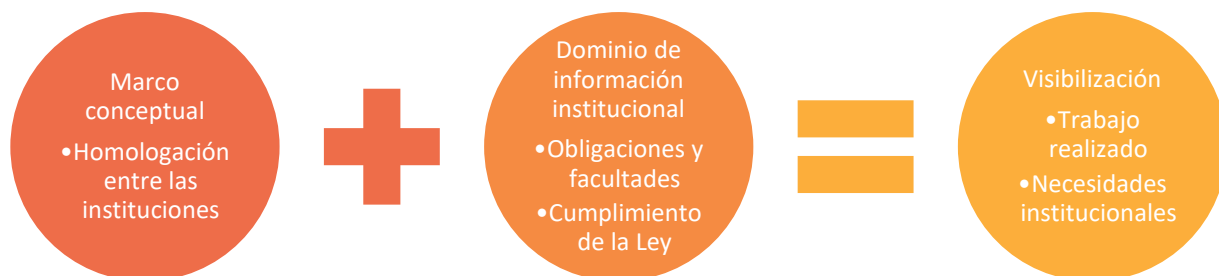 Marco
conceptual
•Homologación
entre las
instituciones
Dominio de
información
institucional
•Obligaciones y
facultades
•Cumplimiento
de la Ley
Visibilización
•Trabajo
realizado
•Necesidades
institucionales